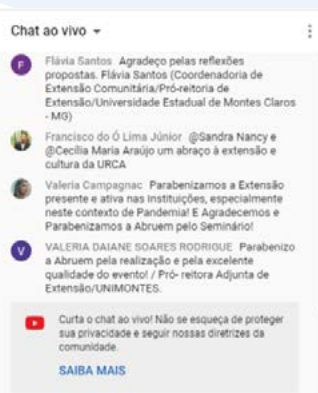 Chat ao vivo
F Flávia Santos Agradeço pelas reflexões
propostas. Flávia Santos (Coordenadoria de
Extensão Comunitária/Pró-reitoria de
Extensão/Universidade Estadual de Montes Claros
- MG)
Francisco do Ó Lima Júnior @Sandra Nancy e
@Cecília Maria Araújo um abraço à extensão e
cultura da URCA
Valeria Campagnac Parabenizamos a Extensão
presente e ativa nas Instituições, especialmente
neste contexto de Pandemia! E Agradecemos e
Parabenizamos a Abruem pelo Seminário!
V VALERIA DAIANE SOARES RODRIGUE Parabenizo
a Abruem pela realização e pela excelente
qualidade do evento! / Pró- reitora Adjunta de
Extensão/UNIMONTES.
Curta o chat ao vivo! Não se esqueça de proteger
sua privacidade e seguir nossas diretrizes da
comunidade.
SAIBA MAIS